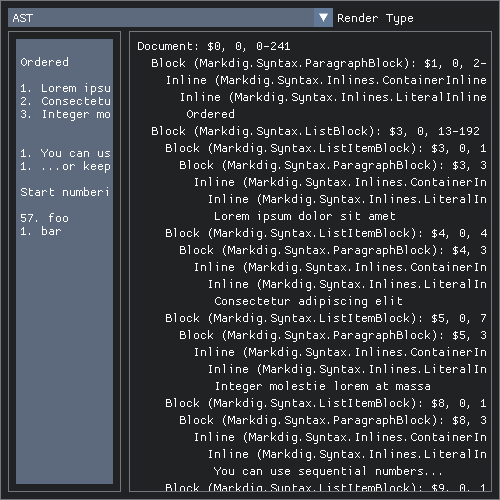 AST
Render Type
Ordered
1. Lorem ipsu
2. Consectetu
3. Integer mo
1. You can us
1. ...or keep
Start numberi
57. foo
1. bar
Document: $0, 0, 0-241
Block (Markdig.Syntax.ParagraphBlock): $1, 0, 2-
Inline (Markdig.Syntax.Inlines.ContainerInline
Inline (Markdig.Syntax.Inlines.LiteralInline
Ordered
Block (Markdig.Syntax.ListBlock): $3, 0, 13-192
Block (Markdig.Syntax.ListItemBlock): $3, 0, 1
Block (Markdig.Syntax.ParagraphBlock): $3, 3
Inline (Markdig.Syntax.Inlines.ContainerIn
Inline (Markdig.Syntax.Inlines.LiteralIn
Lorem ipsum dolor sit amet
Block (Markdig.Syntax.ListItemBlock): $4, 0, 4
Block (Markdig.Syntax.ParagraphBlock): $4, 3
Inline (Markdig.Syntax.Inlines.ContainerIn
Inline (Markdig.Syntax.Inlines.LiteralIn
Consectetur adipiscing elit
Block (Markdig.Syntax.ListItemBlock): $5, 0, 7
Block (Markdig.Syntax.ParagraphBlock): $5, 3
Inline (Markdig.Syntax.Inlines.ContainerIn
Inline (Markdig.Syntax.Inlines.LiteralIn
Integer molestie lorem at massa
Block (Markdig.Syntax.ListItemBlock): $8, 0, 1
Block (Markdig.Syntax.ParagraphBlock): $8, 3
Inline (Markdig.Syntax.Inlines.ContainerIn
Inline (Markdig.Syntax.Inlines.LiteralIn
You can use sequential numbers...
Block (Markdig.Syntax.ListItemBlock): $9, 0, 1